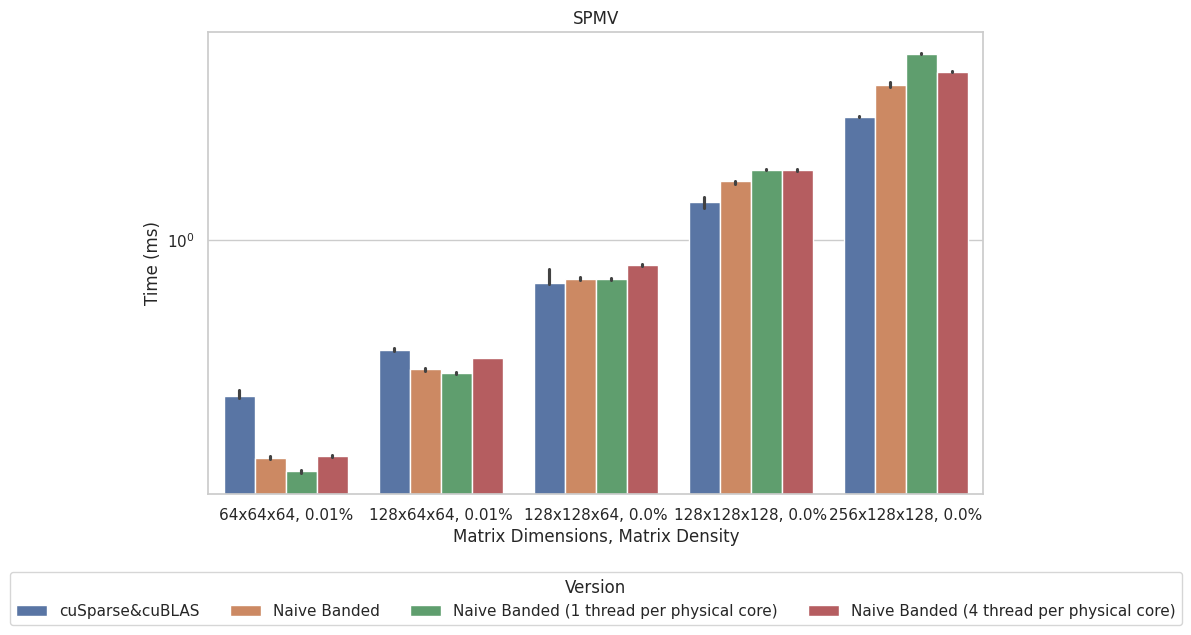 SPMV
Time (ms)
10⁰
64x64x64, 0.01%
128x64x64, 0.01%
128x128x64, 0.0%
128x128x128, 0.0%
256x128x128, 0.0%
Matrix Dimensions, Matrix Density
Version
cuSparse&cuBLAS
Naive Banded
Naive Banded (1 thread per physical core)
Naive Banded (4 thread per physical core)